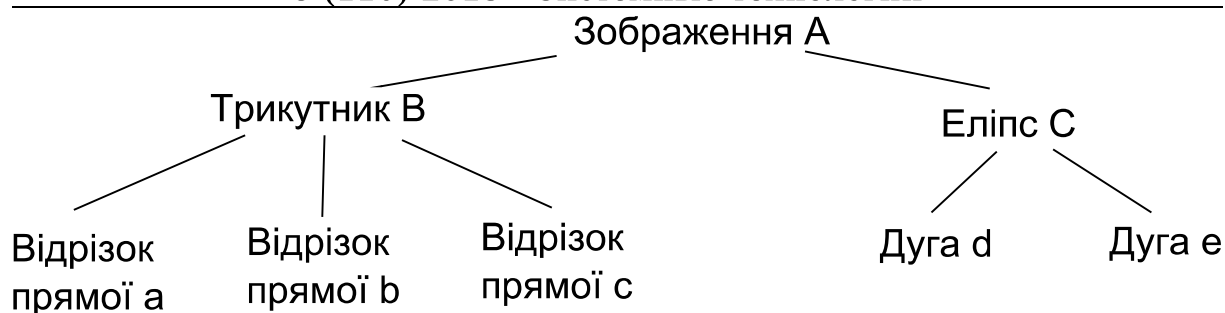 Зображення А
Трикутник В
Еліпс С
Відрізок
прямої a
Відрізок
прямої b
Відрізок
прямої c
Дуга d
Дуга e